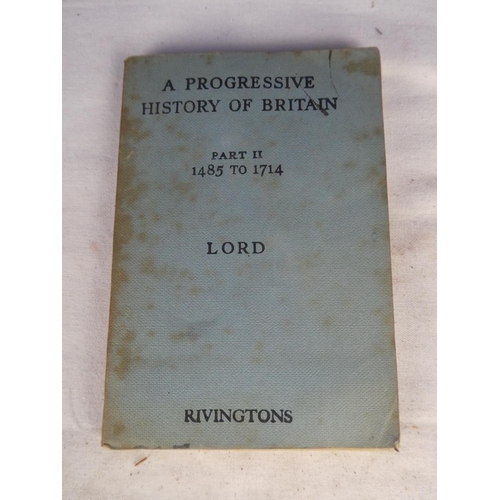 A PROGRESSIVE
HISTORY OF BRITAIN
PART II
1485 TO 1714
LORD
RIVINGTONS